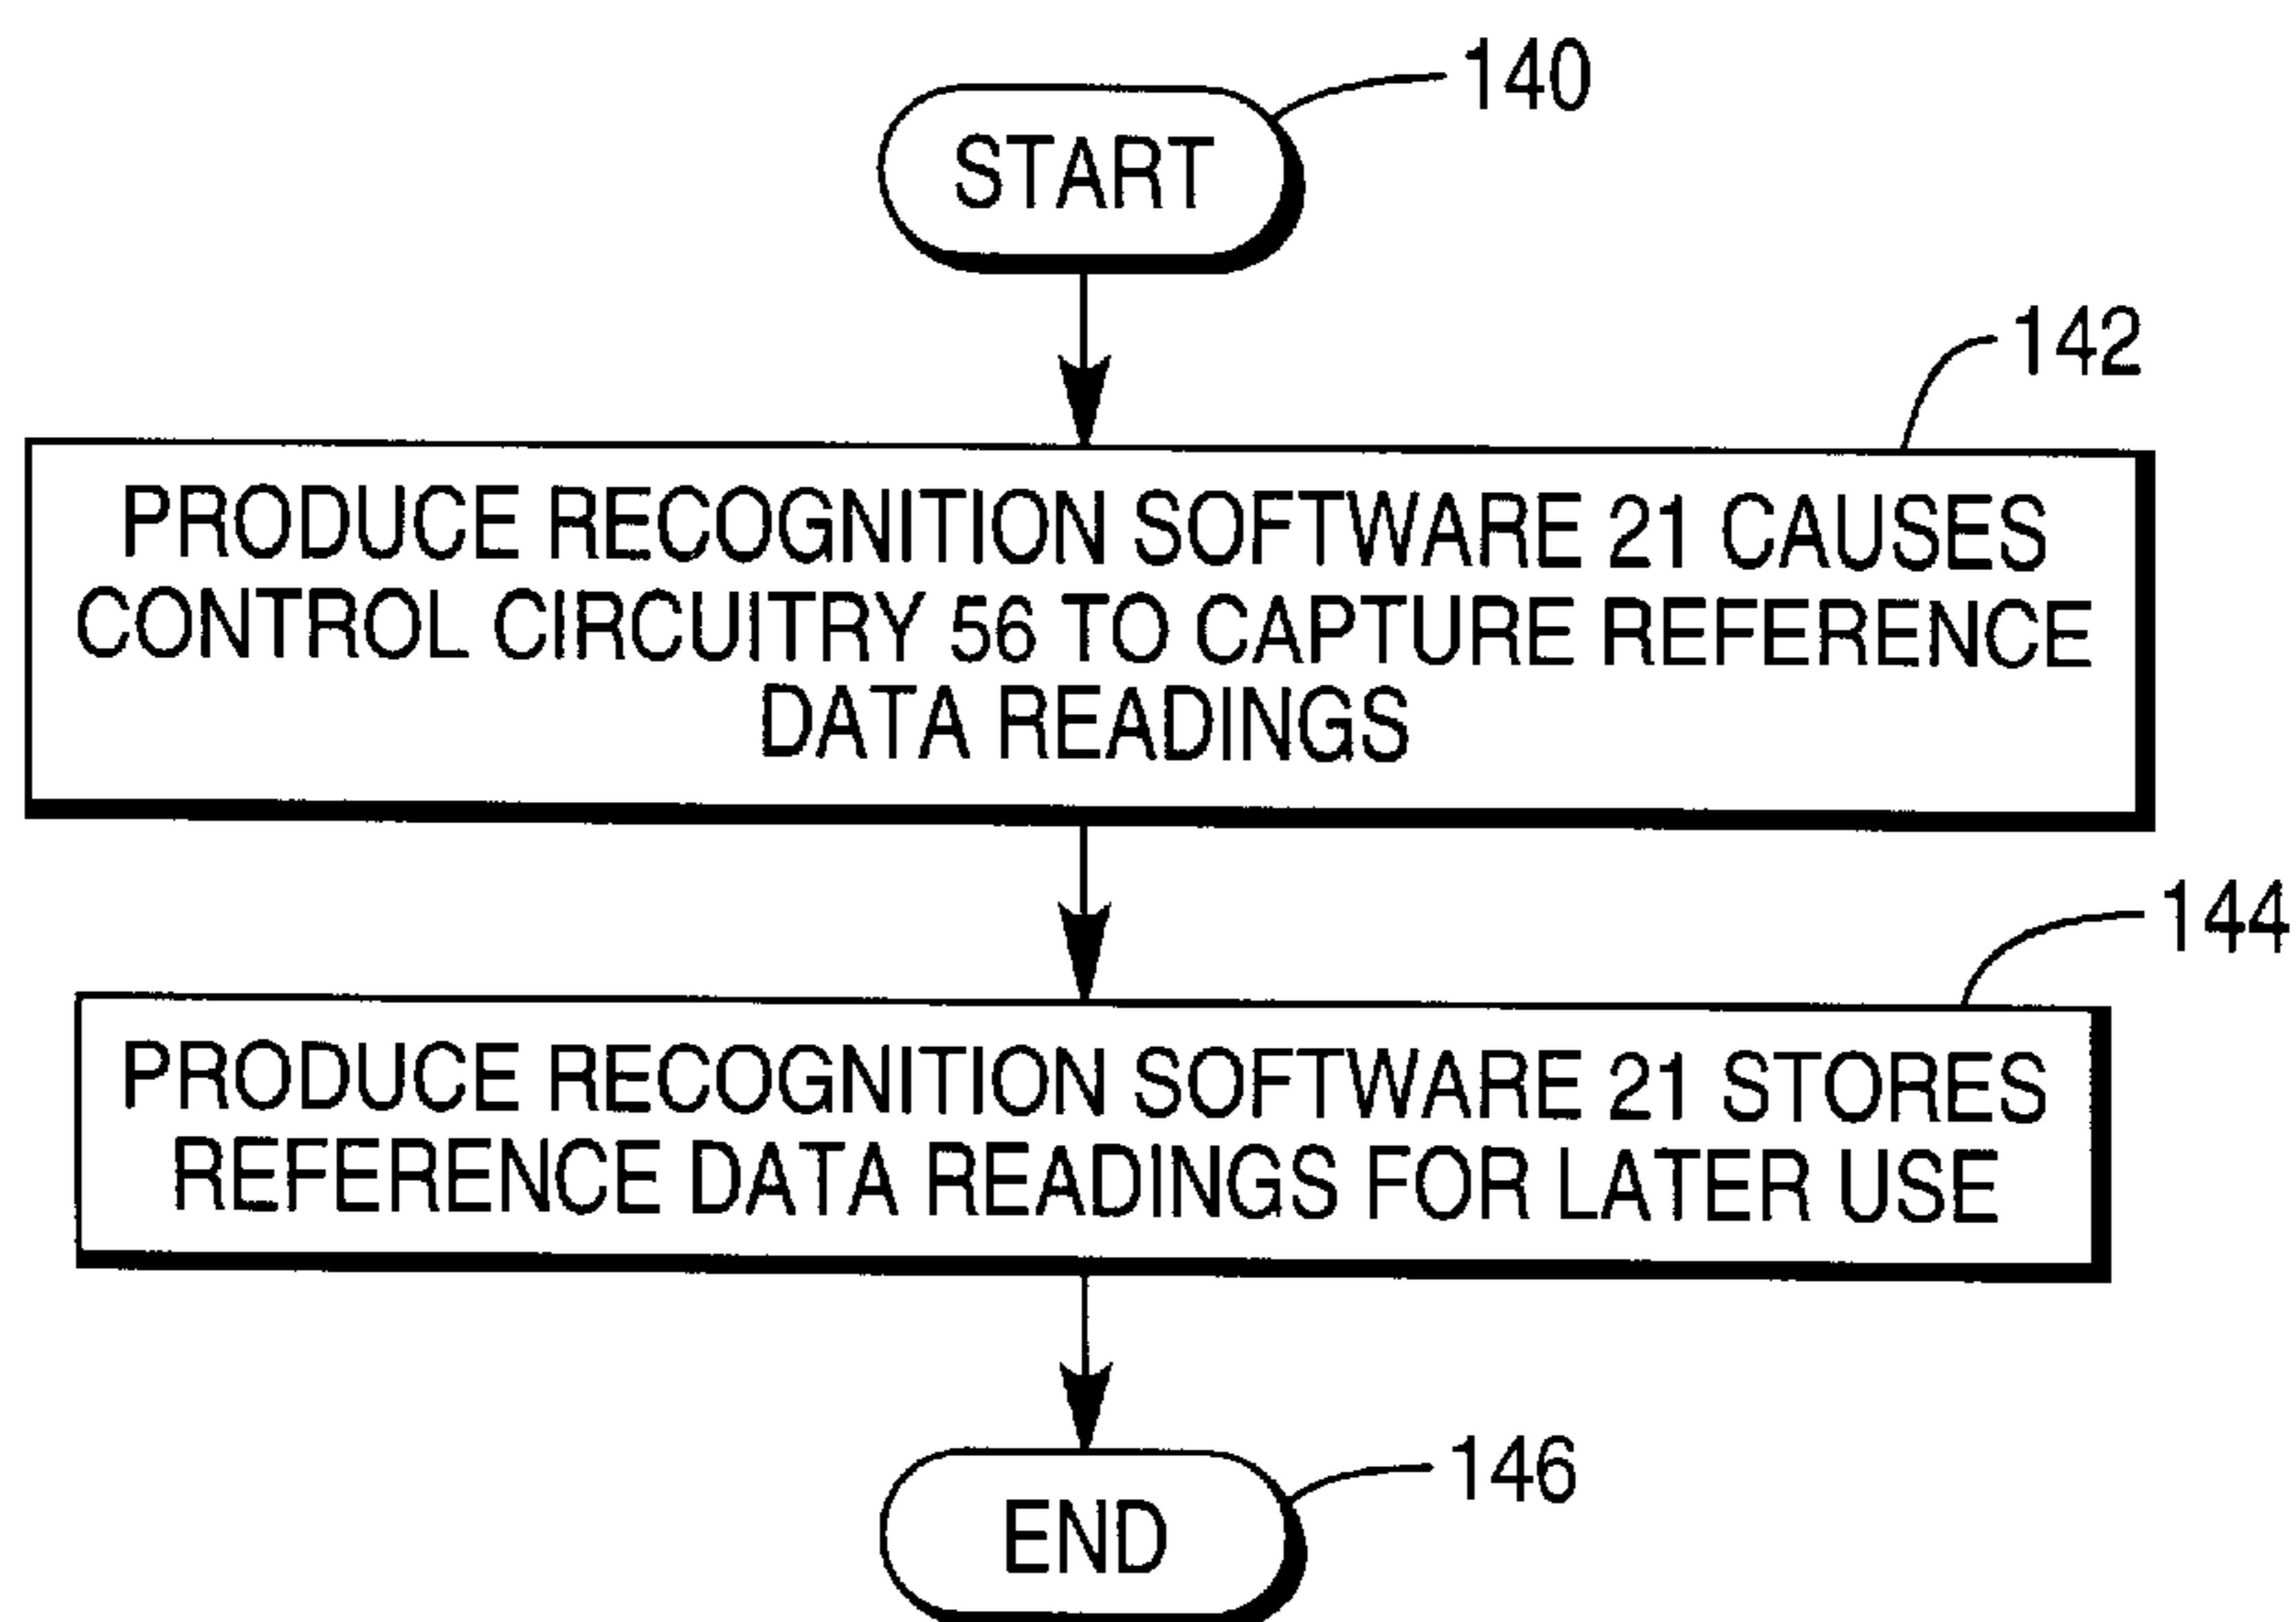 START
140
142
PRODUCE RECOGNITION SOFTWARE 21 CAUSES
CONTROL CIRCUITRY 56 TO CAPTURE REFERENCE
DATA READINGS
144
PRODUCE RECOGNITION SOFTWARE 21 STORES
REFERENCE DATA READINGS FOR LATER USE
END
146